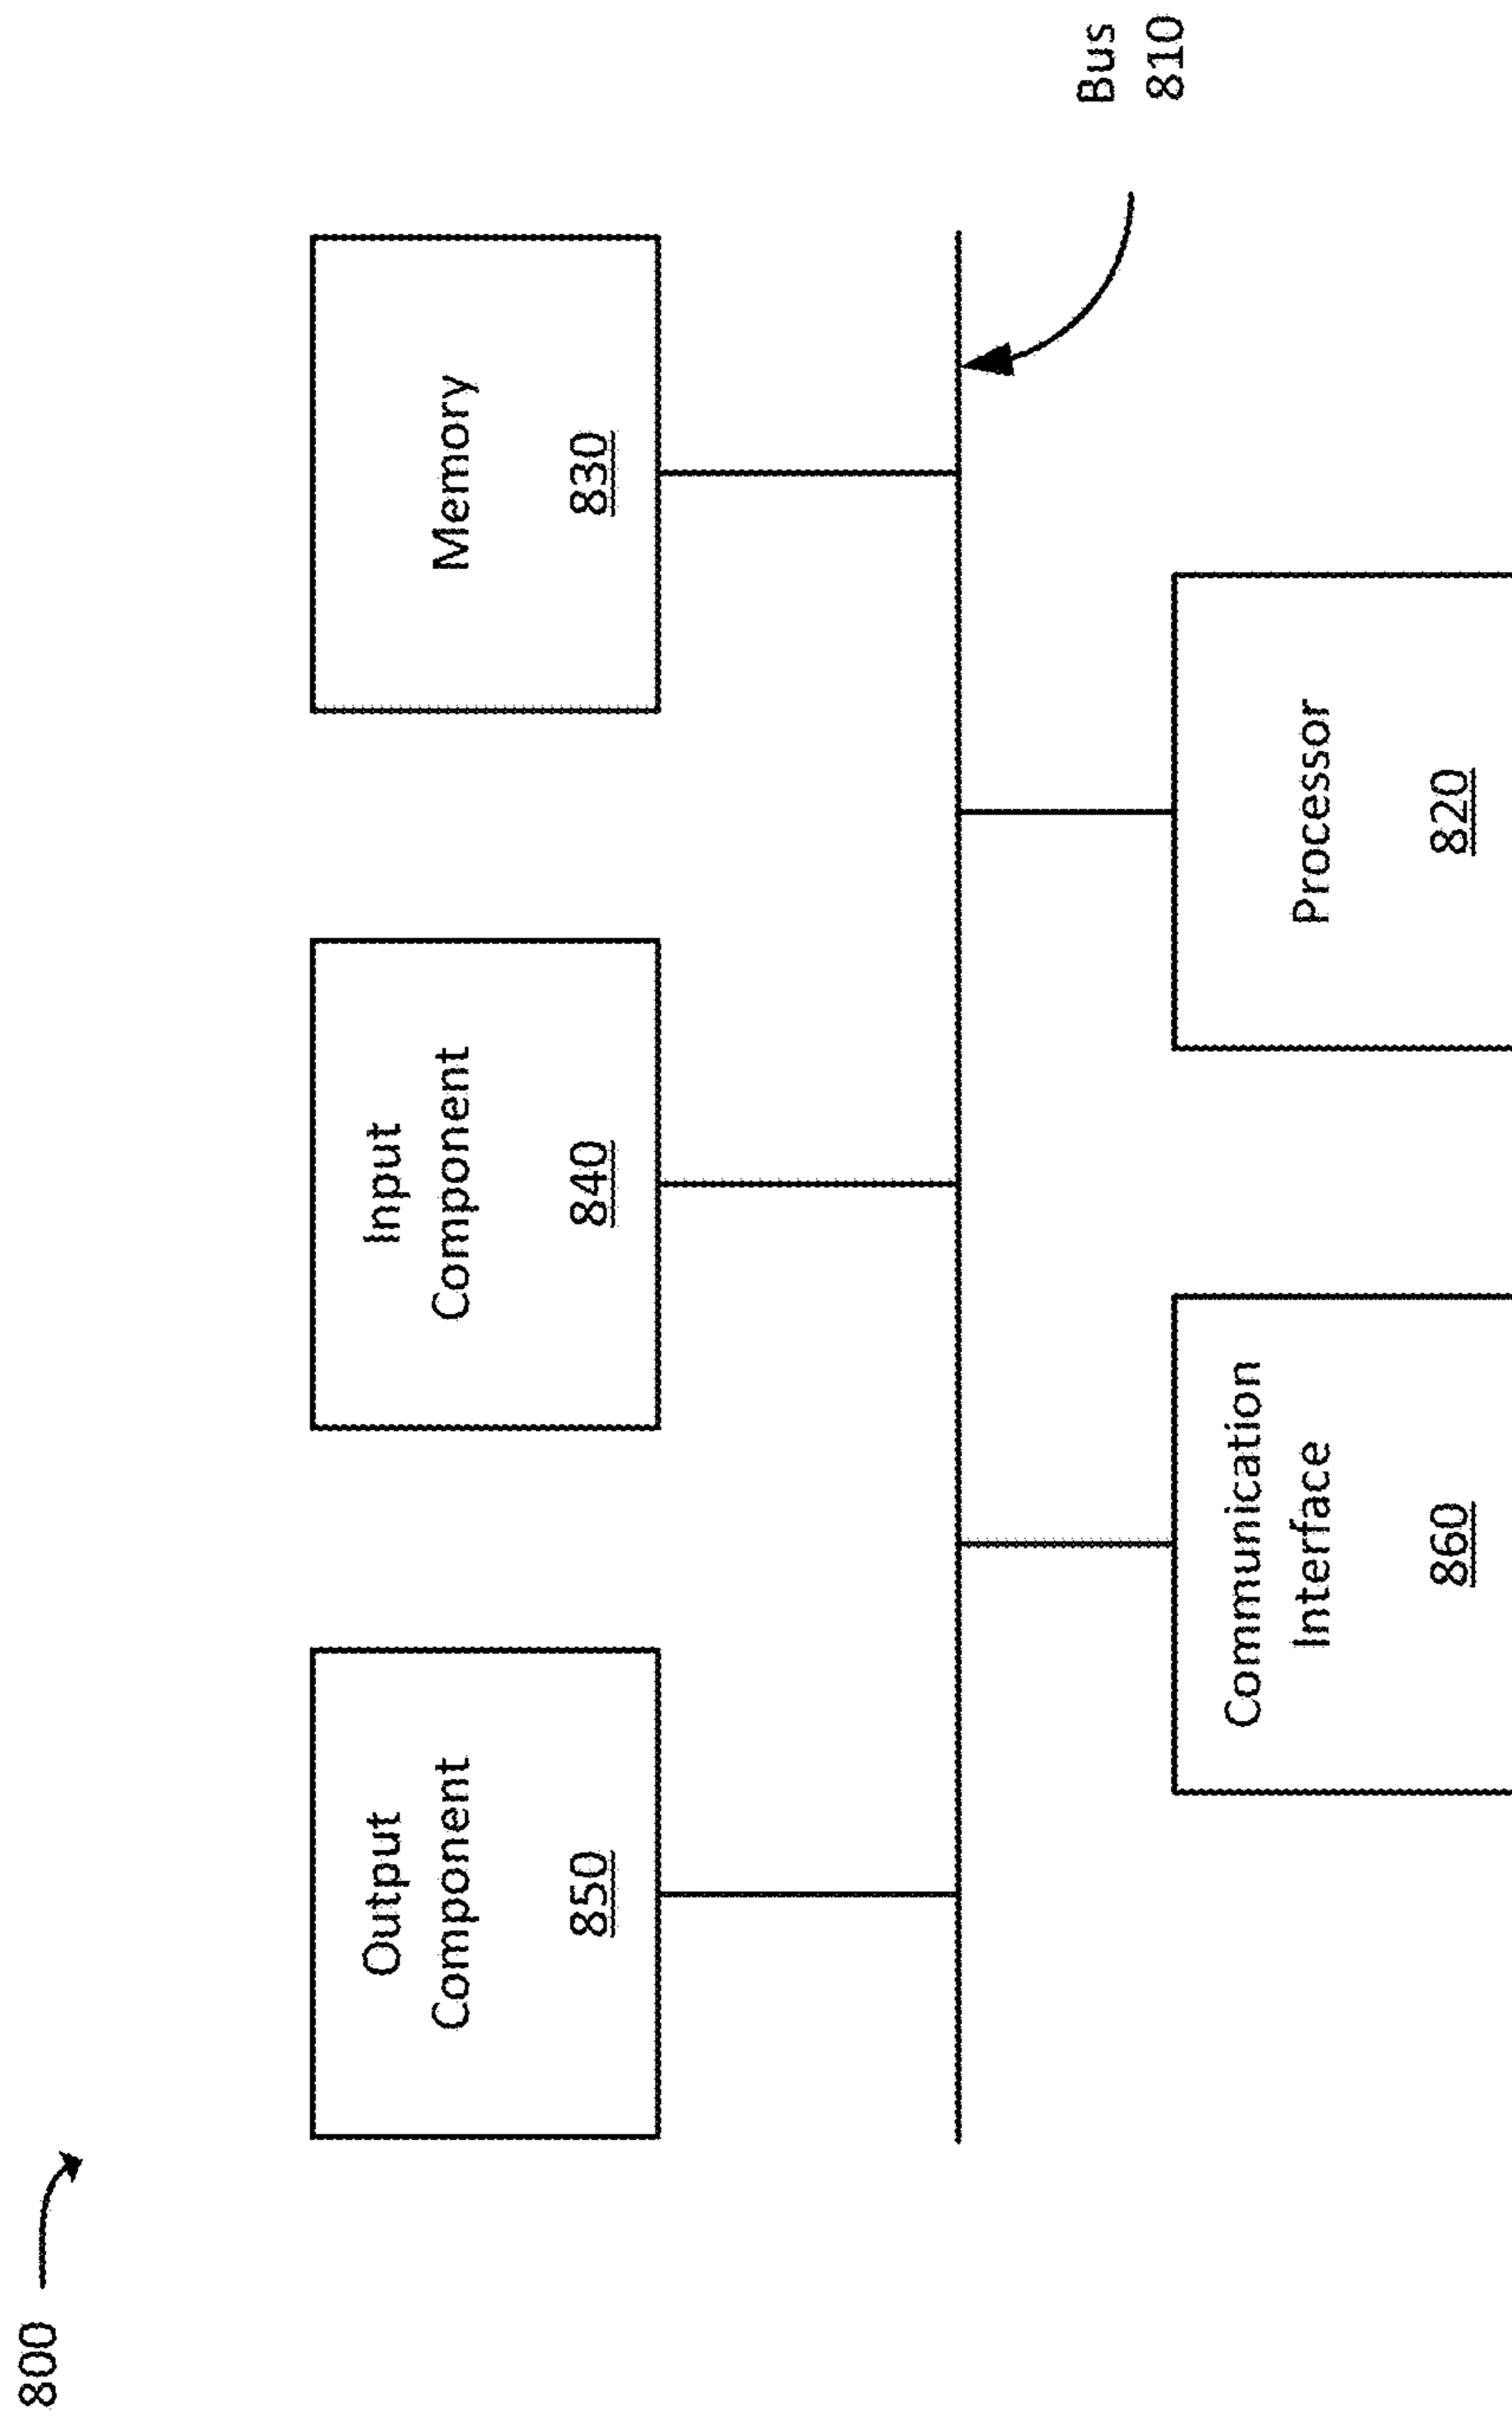 800
Output
Component
850
Input
Component
840
Memory
830
Bus
810
Communication
Interface
860
Processor
820